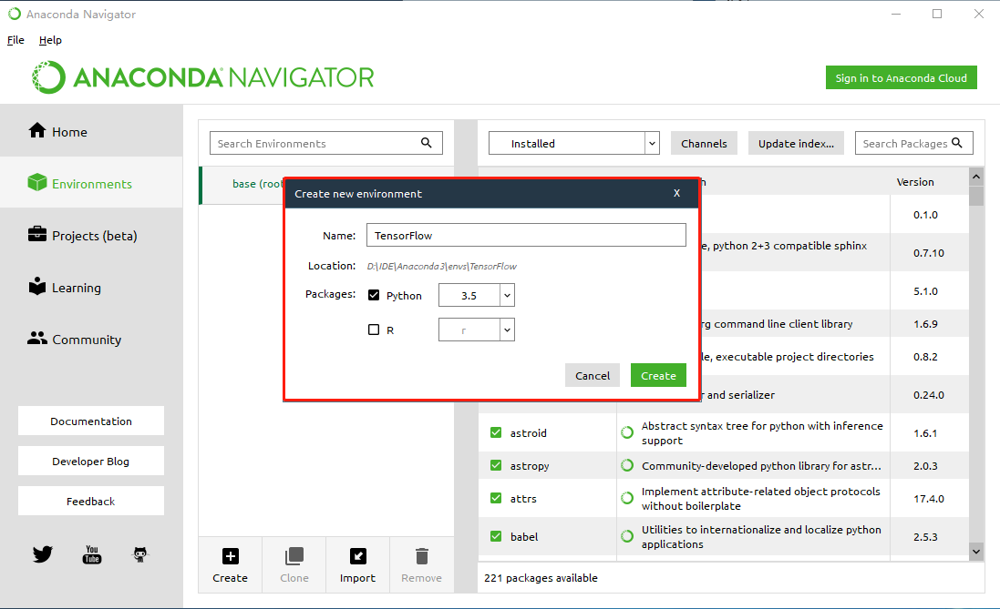 Anaconda Navigator
File Help
ANACONDA NAVIGATOR
Sign in to Anaconda Cloud
Home
Environments
Projects (beta)
Learning
Community
Documentation
Developer Blog
Feedback
You
Tube
Search Environments
base (root
Create
Clone
Import
Remove
Create new environment
X
Name: TensorFlow
Location: D:\IDE\Anaconda3\envs\TensorFlow
Packages: Python 3.5
R r
Cancel
Create
Installed
Channels
Update index...
Search Packages
Version
0.1.0
, python 2+3 compatible sphinx
0.7.10
5.1.0
command line client library 1.6.9
, executable project directories 0.8.2
and serializer 0.24.0
astroid
Abstract syntax tree for python with inference
support
1.6.1
astropy Community-developed python library for astr... 2.0.3
attrs
Implement attribute-related object protocols
without boilerplate
17.4.0
babel
Utilities to internationalize and localize python
applications
2.5.3
221 packages available